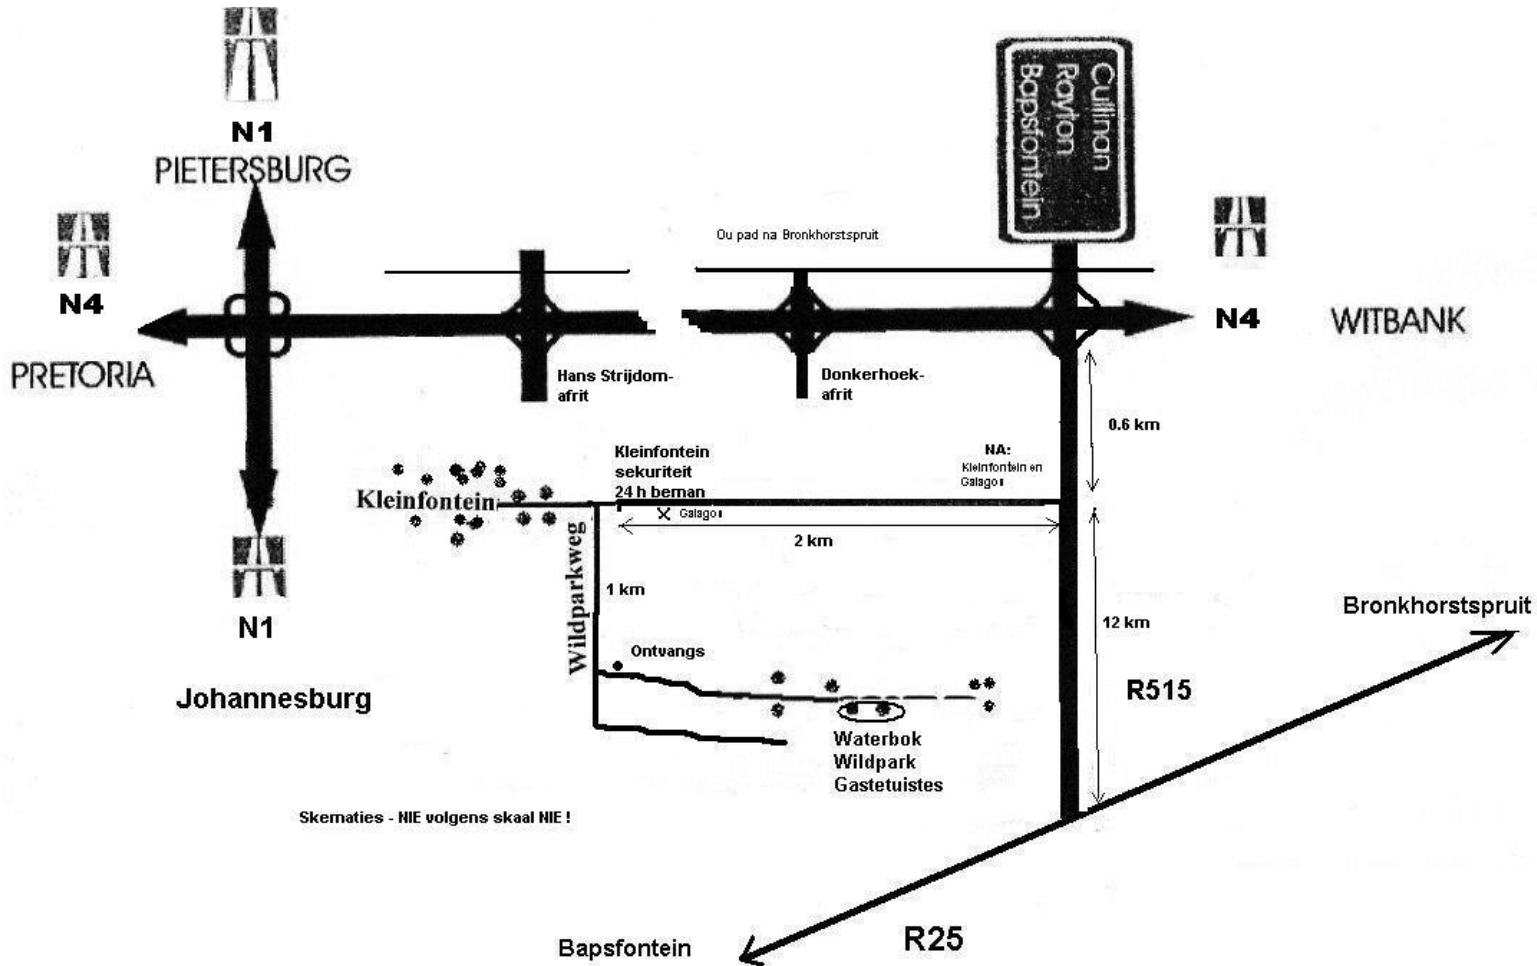 N1
PIETERSBURG
Cullinan
Rayton
Bapsfontein
N4
PRETORIA
Ou pad na Bronkhorstspruit
N4
WITBANK
Hans Strijdom-
afrit
Donkerhoek-
afrit
0.6 km
Kleinfontein
sekuriteit
24 h beman
NA:
Kleinfontein en
Galagos
Kleinfontein
Galagos
2 km
Wildparkweg
1 km
12 km
Ontvangs
N1
Johannesburg
R515
Bronkhorstspruit
Waterbok
Wildpark
Gastetuistes
Skematies - NIE volgens skaal NIE !
Bapsfontein
R25